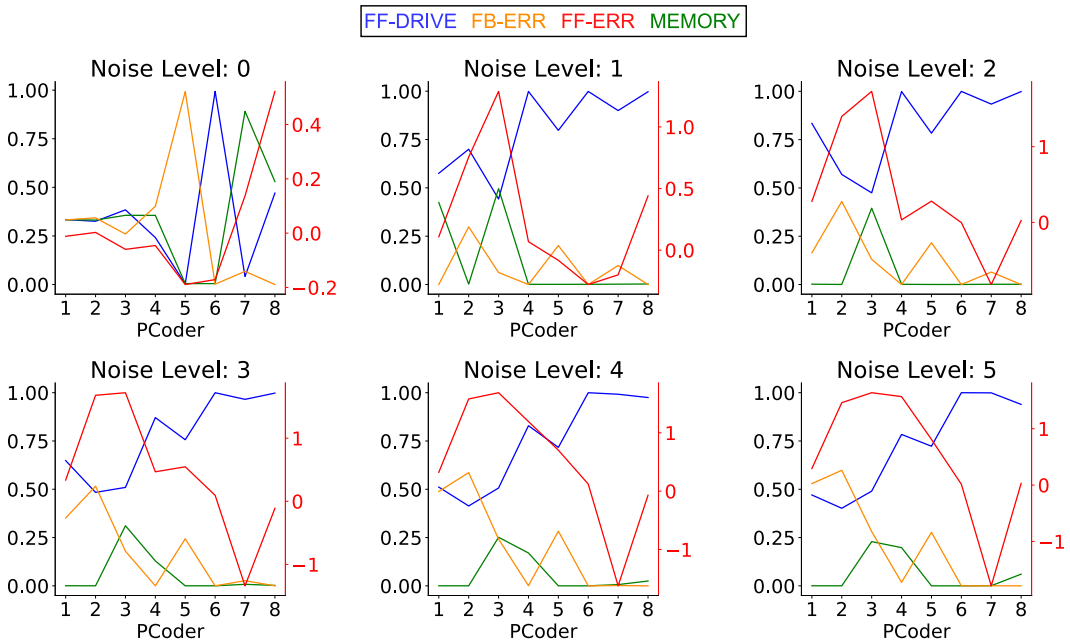 FF-DRIVE FB-ERR FF-ERR MEMORY
Noise Level: 0
1.00
0.75
0.50
0.25
0.00
0.4
0.2
0.0
−0.2
1 2 3 4 5 6 7 8
PCoder
Noise Level: 1
1.00
0.75
0.50
0.25
0.00
1.0
0.5
0.0
1 2 3 4 5 6 7 8
PCoder
Noise Level: 2
1.00
0.75
0.50
0.25
0.00
1
0
1 2 3 4 5 6 7 8
PCoder
Noise Level: 3
1.00
0.75
0.50
0.25
0.00
1
0
−1
1 2 3 4 5 6 7 8
PCoder
Noise Level: 4
1.00
0.75
0.50
0.25
0.00
1
0
−1
1 2 3 4 5 6 7 8
PCoder
Noise Level: 5
1.00
0.75
0.50
0.25
0.00
1
0
−1
1 2 3 4 5 6 7 8
PCoder